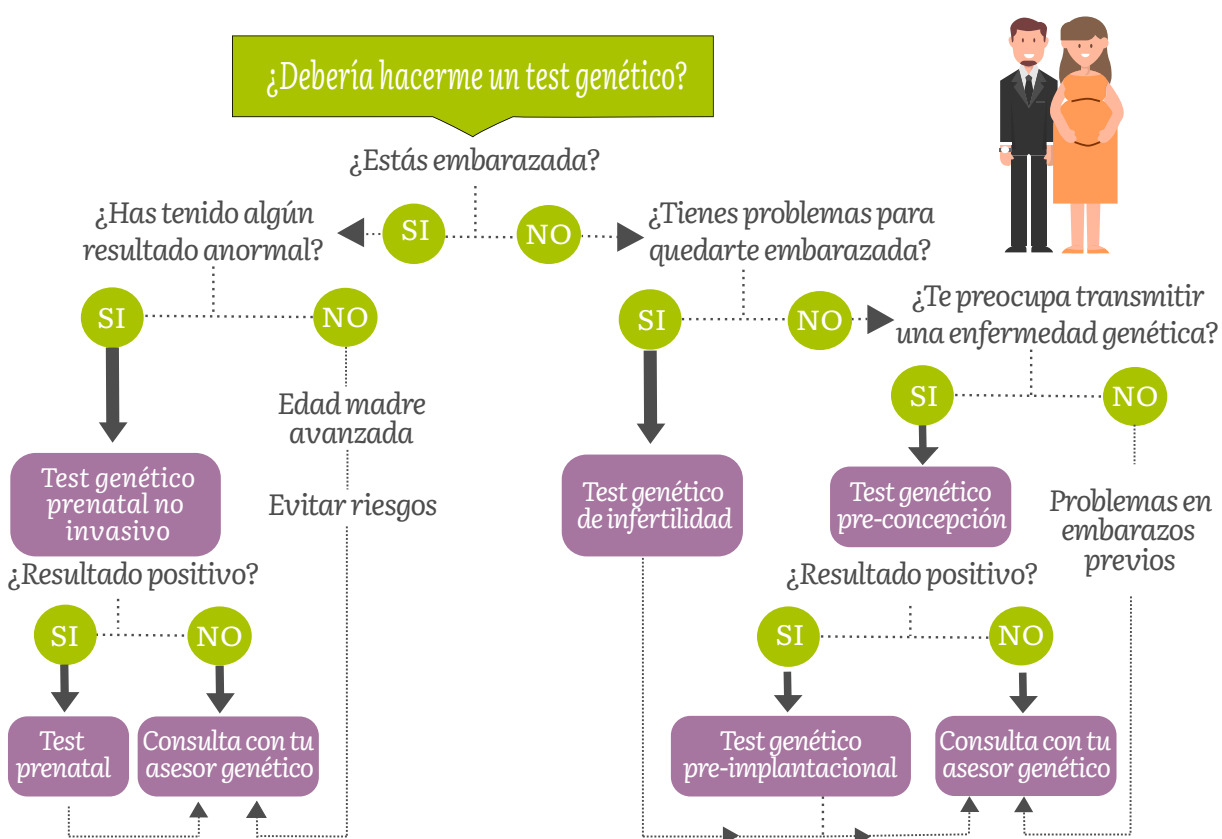 ¿Debería hacerme un test genético?
¿Estás embarazada?
SI
NO
¿Has tenido algún
resultado anormal?
SI
NO
Edad madre
avanzada
Evitar riesgos
Test genético
prenatal no
invasivo
¿Resultado positivo?
SI
NO
Test
prenatal
Consulta con tu
asesor genético
¿Tienes problemas para
quedarte embarazada?
SI
NO
Test genético
de infertilidad
¿Te preocupa transmitir
una enfermedad genética?
SI
NO
Test genético
pre-concepción
Problemas en
embarazos
previos
¿Resultado positivo?
SI
NO
Test genético
pre-implantacional
Consulta con tu
asesor genético